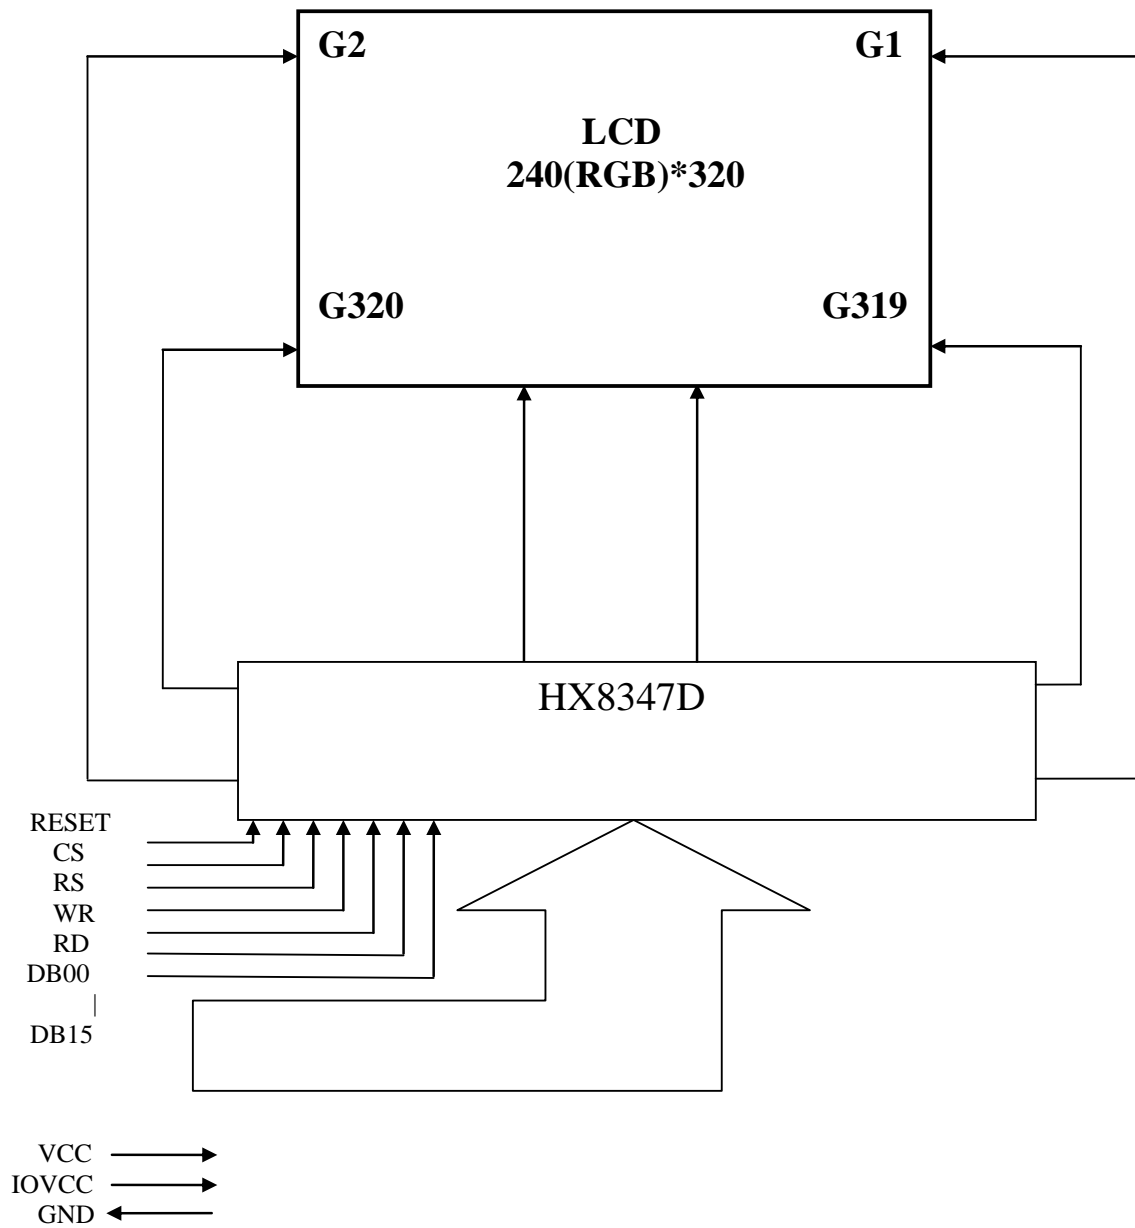 G2 G1
LCD
240(RGB)*320
G320 G319
HX8347D
RESET
CS
RS
WR
RD
DB00
|
DB15
VCC
IOVCC
GND